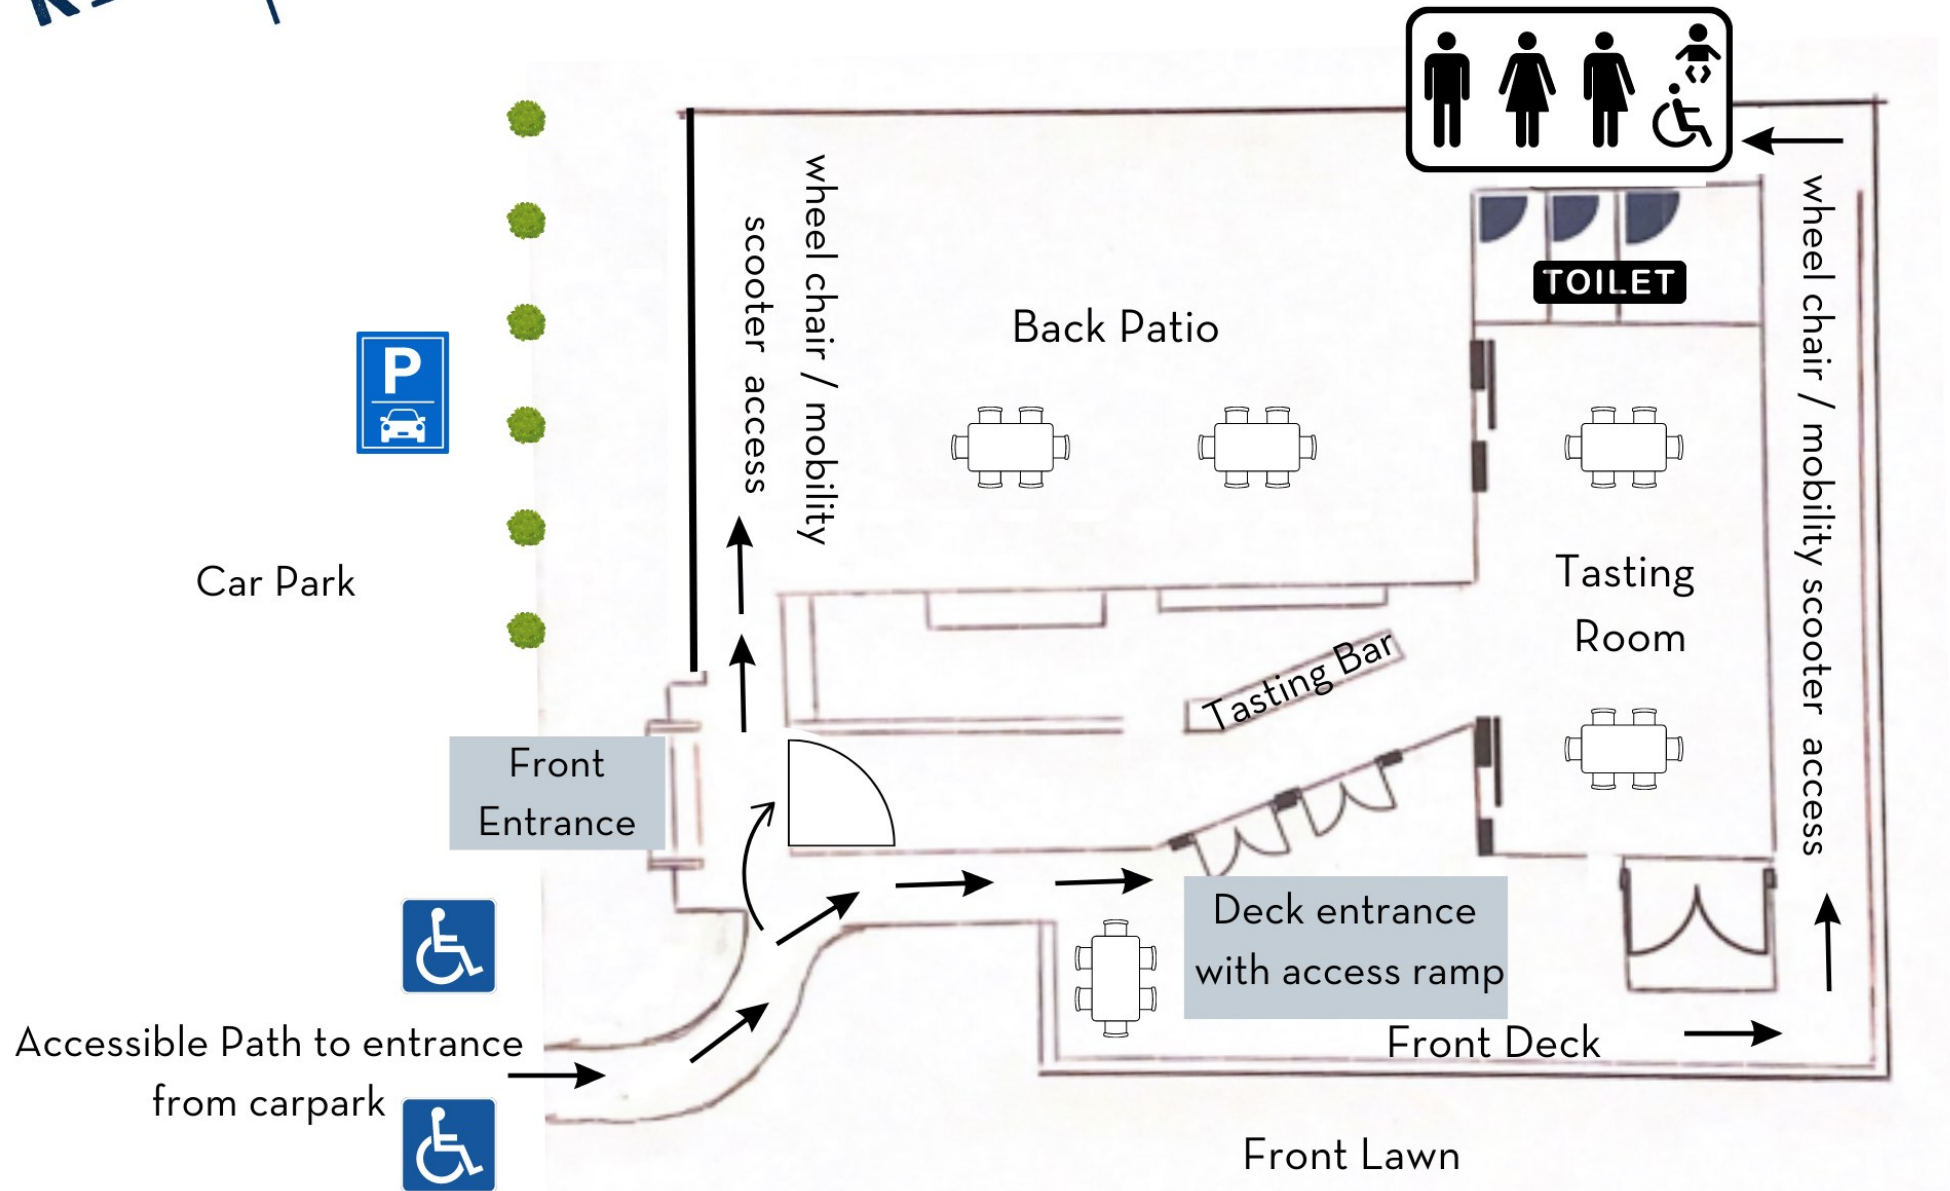 P
wheel chair / mobility
scooter access
Back Patio
TOILET
wheel chair / mobility scooter access
Car Park
Tasting
Room
Tasting Bar
Front
Entrance
Deck entrance
with access ramp
Accessible Path to entrance
from carpark
Front Deck
Front Lawn